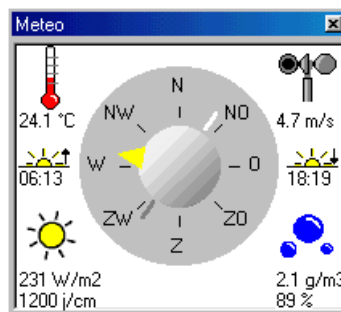 Meteo
24.1 °C
4.7 m/s
N
NW
NO
W
O
ZW
ZO
Z
06:13
18:19
231 W/m2
1200 j/cm
2.1 g/m3
89 %